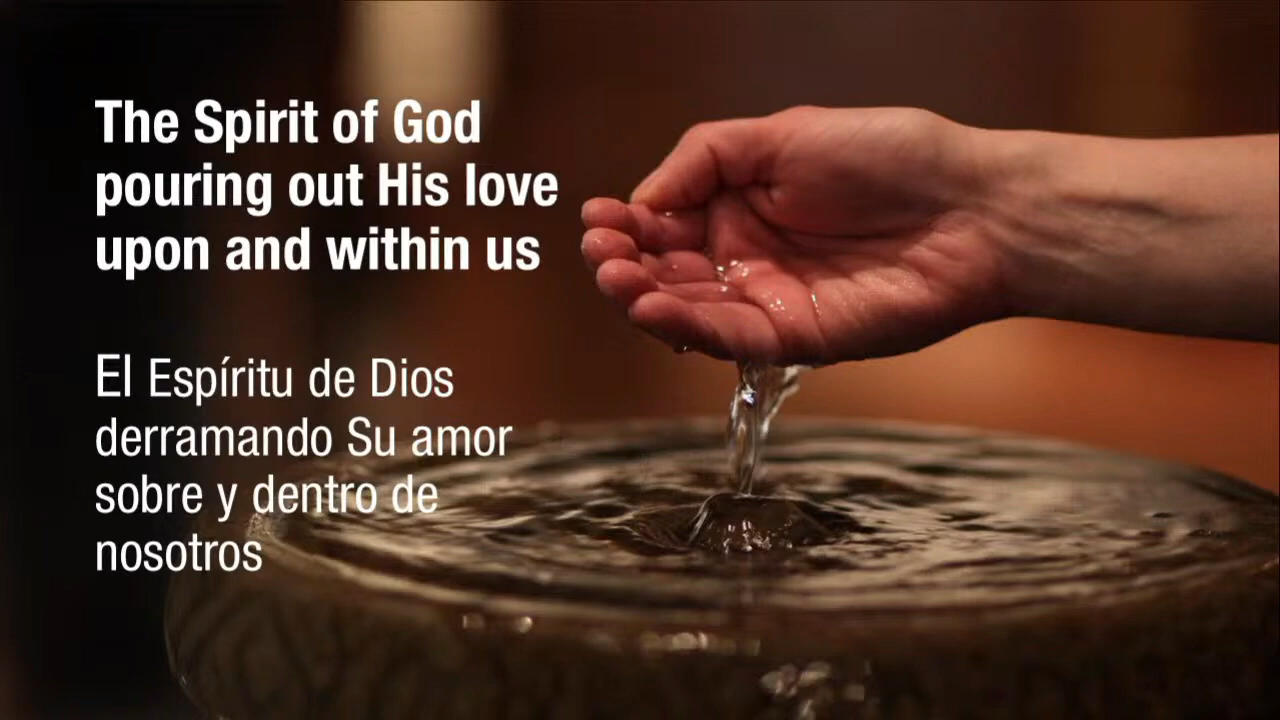 The Spirit of God
pouring out His love
upon and within us
El Espíritu de Dios
derramando Su amor
sobre y dentro de
nosotros